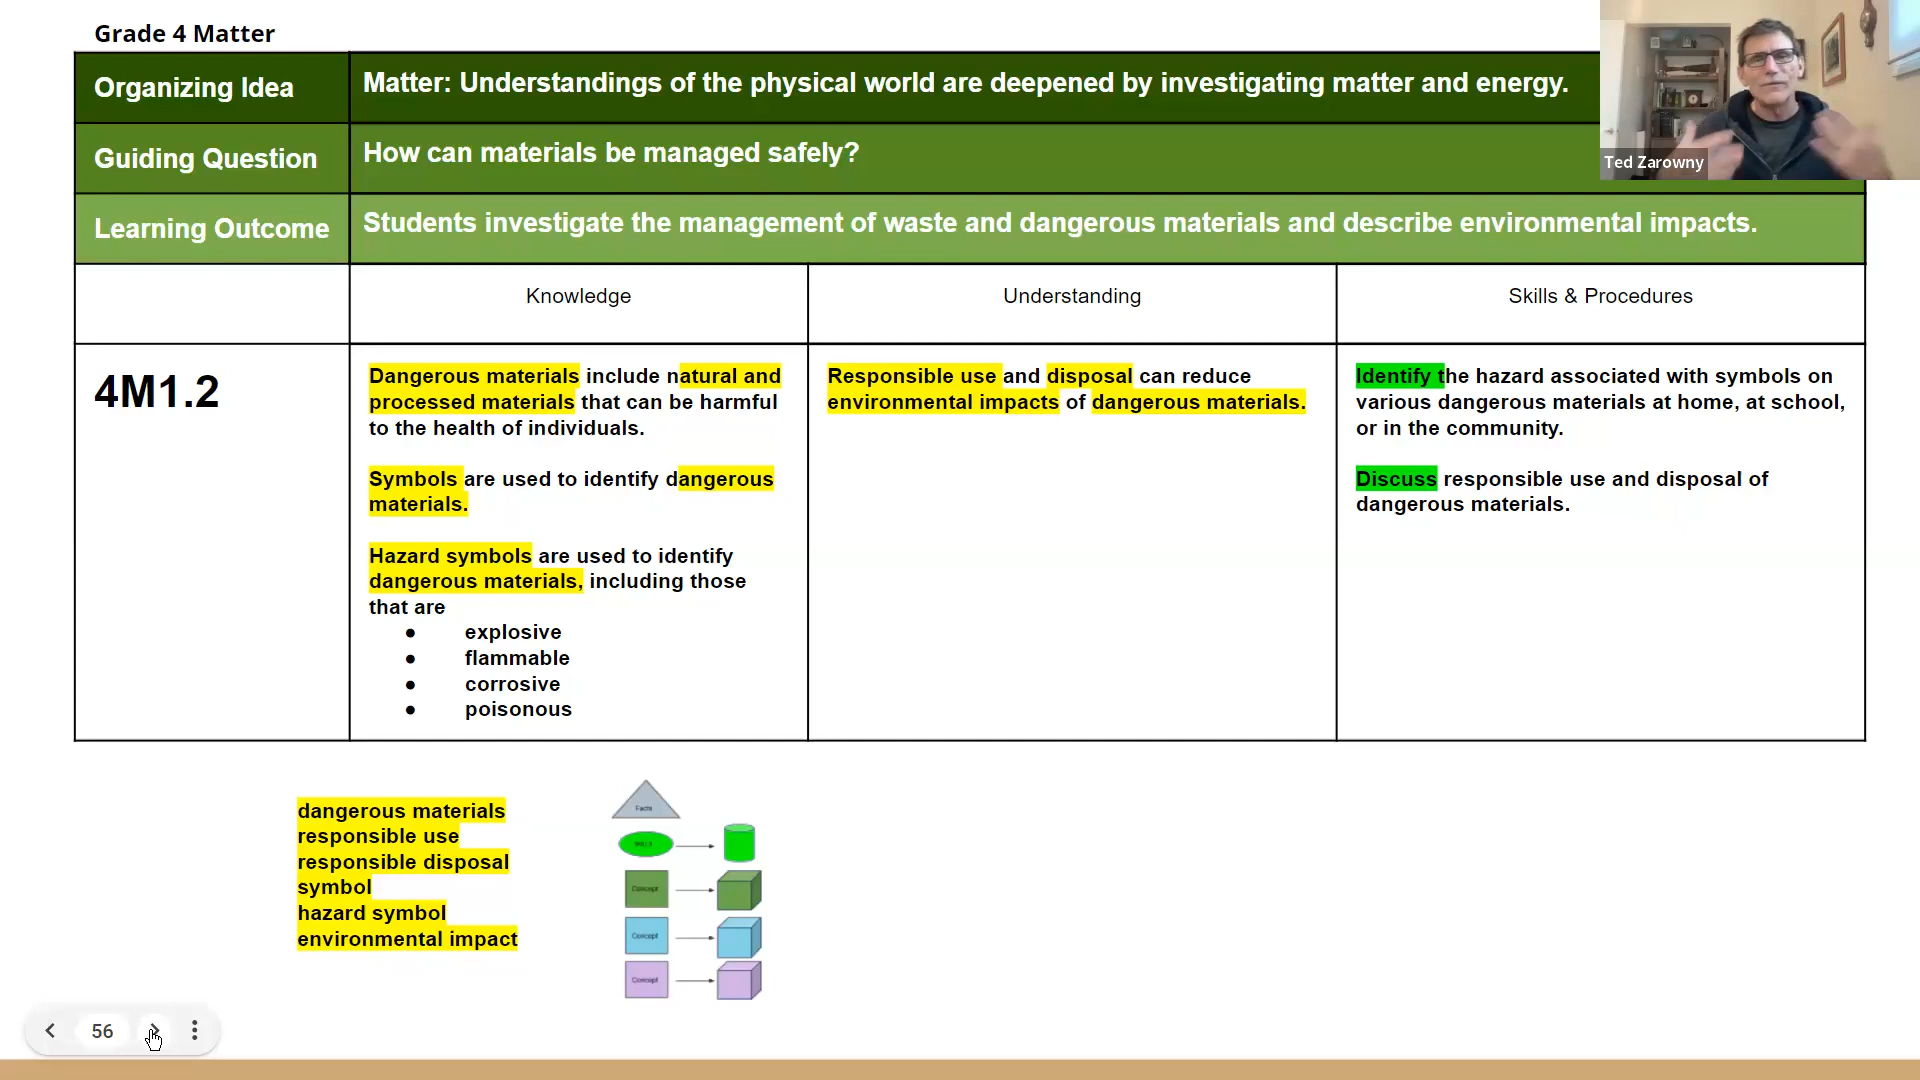 Grade 4 Matter
Organizing Idea
Matter: Understandings of the physical world are deepened by investigating matter and energy.
Ted Zarowny
Guiding Question
How can materials be managed safely?
Learning Outcome
Students investigate the management of waste and dangerous materials and describe environmental impacts.
Knowledge
Understanding
Skills & Procedures
4M1.2
Dangerous materials include natural and
processed materials that can be harmful
to the health of individuals.
Symbols are used to identify dangerous
materials.
Hazard symbols are used to identify
dangerous materials, including those
that are
● explosive
● flammable
● corrosive
● poisonous
Responsible use and disposal can reduce
environmental impacts of dangerous materials.
Identify the hazard associated with symbols on
various dangerous materials at home, at school,
or in the community.
Discuss responsible use and disposal of
dangerous materials.
dangerous materials
responsible use
responsible disposal
symbol
hazard symbol
environmental impact
Facts
SKILLS
Concept
Concept
Concept
56